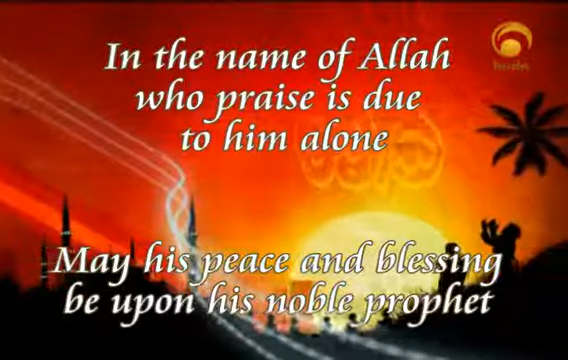 In the name of Allah
who praise is due
to him alone
May his peace and blessing
be upon his noble prophet